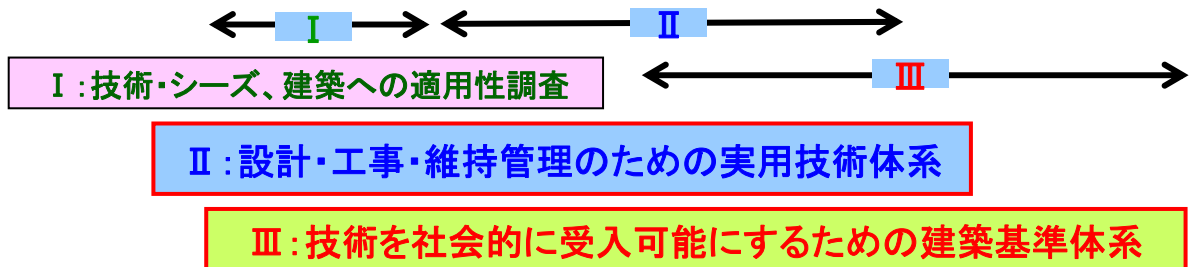 Ⅰ
Ⅱ
Ⅲ
Ⅰ：技術・シーズ、建築への適用性調査
Ⅱ：設計・工事・維持管理のための実用技術体系
Ⅲ：技術を社会的に受入可能にするための建築基準体系